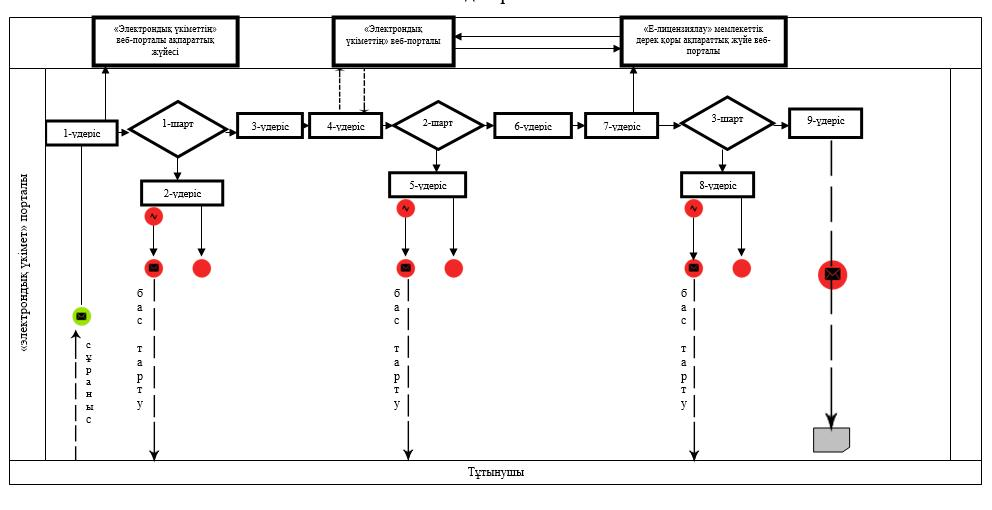 «Электрондық үкіметтің»
веб-порталы ақпараттық
жүйесі
«Электрондық
үкіметтің» веб-порталы
«Е-лицензиялау» мемлекеттік
дерек қоры ақпараттық жүйе веб-
порталы
1-үдеріс
1-шарт
3-үдеріс
4-үдеріс
2-шарт
6-үдеріс
7-үдеріс
3-шарт
9-үдеріс
2-үдеріс
5-үдеріс
8-үдеріс
«электрондық үкімет» порталы
сұраныс
бас тарту
бас тарту
бас тарту
Тұтынушы